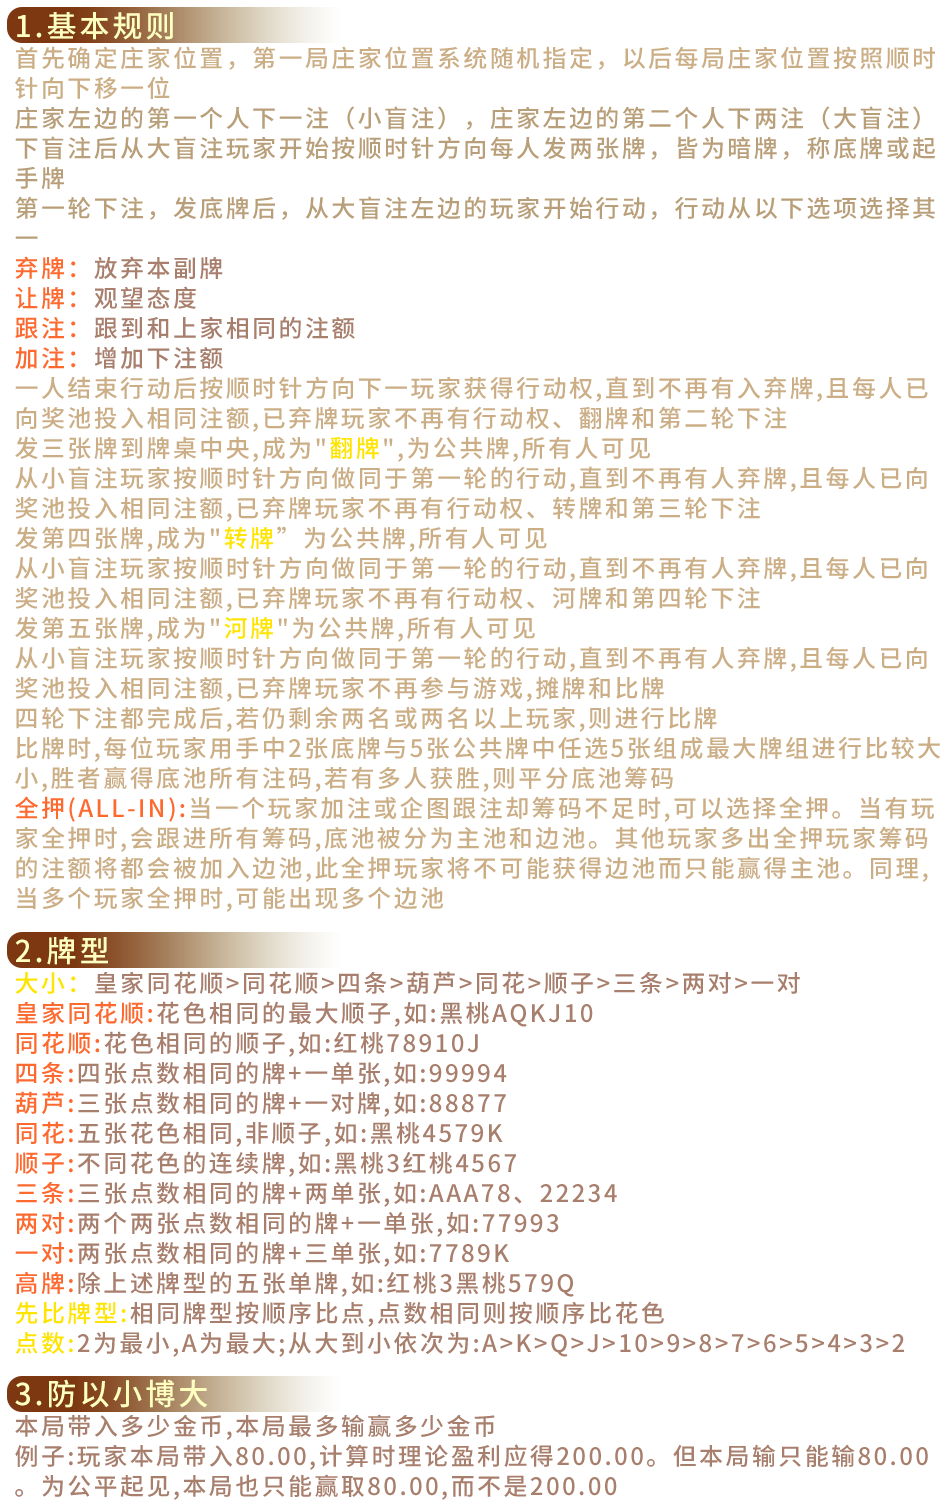 1.基本规则
首先确定庄家位置，第一局庄家位置系统随机指定，以后每局庄家位置按照顺时
针向下移一位
庄家左边的第一个人下一注（小盲注），庄家左边的第二个人下两注（大盲注）
下盲注后从大盲注玩家开始按顺时针方向每人发两张牌，皆为暗牌，称底牌或起
手牌
第一轮下注，发底牌后，从大盲注左边的玩家开始行动，行动从以下选项选择其
一
弃牌：放弃本副牌
让牌：观望态度
跟注：跟到和上家相同的注额
加注：增加下注额
一人结束行动后按顺时针方向下一玩家获得行动权,直到不再有入弃牌,且每人已
向奖池投入相同注额,已弃牌玩家不再有行动权、翻牌和第二轮下注
发三张牌到牌桌中央,成为"翻牌",为公共牌,所有人可见
从小盲注玩家按顺时针方向做同于第一轮的行动,直到不再有人弃牌,且每人已向
奖池投入相同注额,已弃牌玩家不再有行动权、转牌和第三轮下注
发第四张牌,成为"转牌”为公共牌,所有人可见
从小盲注玩家按顺时针方向做同于第一轮的行动,直到不再有人弃牌,且每人已向
奖池投入相同注额,已弃牌玩家不再有行动权、河牌和第四轮下注
发第五张牌,成为"河牌"为公共牌,所有人可见
从小盲注玩家按顺时针方向做同于第一轮的行动,直到不再有人弃牌,且每人已向
奖池投入相同注额,已弃牌玩家不再参与游戏,摊牌和比牌
四轮下注都完成后,若仍剩余两名或两名以上玩家,则进行比牌
比牌时,每位玩家用手中2张底牌与5张公共牌中任选5张组成最大牌组进行比较大
小,胜者赢得底池所有注码,若有多人获胜,则平分底池筹码
全押(ALL-IN):当一个玩家加注或企图跟注却筹码不足时,可以选择全押。当有玩
家全押时,会跟进所有筹码,底池被分为主池和边池。其他玩家多出全押玩家筹码
的注额将都会被加入边池,此全押玩家将不可能获得边池而只能赢得主池。同理,
当多个玩家全押时,可能出现多个边池
2.牌型
大小：皇家同花顺>同花顺>四条>葫芦>同花>顺子>三条>两对>一对
皇家同花顺:花色相同的最大顺子,如:黑桃AQKJ10
同花顺:花色相同的顺子,如:红桃78910J
四条:四张点数相同的牌+一单张,如:99994
葫芦:三张点数相同的牌+一对牌,如:88877
同花:五张花色相同,非顺子,如:黑桃4579K
顺子:不同花色的连续牌,如:黑桃3红桃4567
三条:三张点数相同的牌+两单张,如:AAA78、22234
两对:两个两张点数相同的牌+一单张,如:77993
一对:两张点数相同的牌+三单张,如:7789K
高牌:除上述牌型的五张单牌,如:红桃3黑桃579Q
先比牌型:相同牌型按顺序比点,点数相同则按顺序比花色
点数:2为最小,A为最大;从大到小依次为:A>K>Q>J>10>9>8>7>6>5>4>3>2
3.防以小博大
本局带入多少金币,本局最多输赢多少金币
例子:玩家本局带入80.00,计算时理论盈利应得200.00。但本局输只能输80.00
。为公平起见,本局也只能赢取80.00,而不是200.00